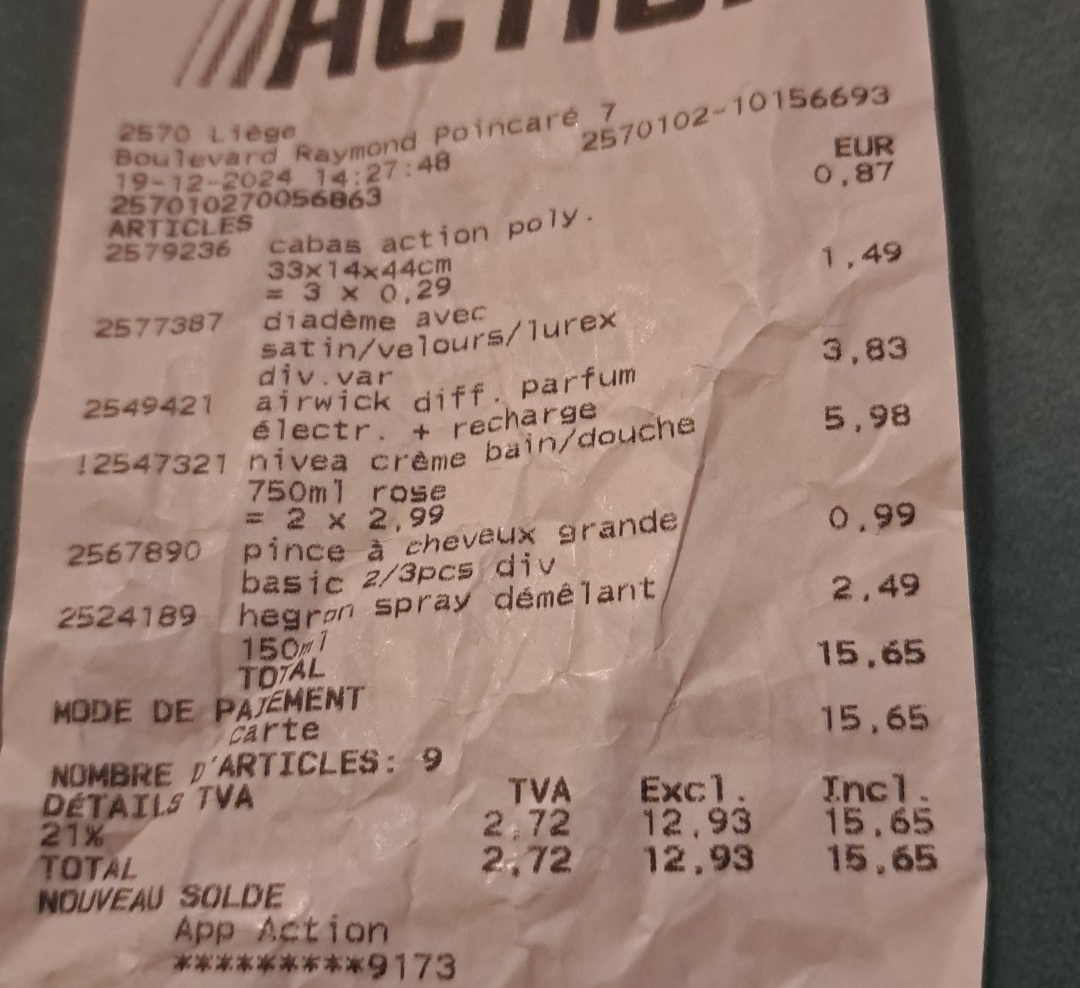 ACTION
2570 Liège
Boulevard Raymond Poincaré 7
19-12-2024 14:27:48 2570102-10156693
257010270056863 EUR
ARTICLES
2579236 cabas action poly. 0,87
33x14x44cm
= 3 x 0,29
2577387 diadème avec 1,49
satin/velours/lurex
div.var
2549421 airwick diff. parfum 3,83
électr. + recharge
!2547321 nivea crème bain/douche 5,98
750ml rose
= 2 x 2,99
2567890 pince à cheveux grande 0,99
basic 2/3pcs div
2524189 hegron spray démêlant 2,49
150ml
TOTAL 15,65
MODE DE PAIEMENT
carte 15,65
NOMBRE D'ARTICLES: 9
DÉTAILS TVA TVA Excl. Incl.
21% 2,72 12,93 15,65
TOTAL 2,72 12,93 15,65
NOUVEAU SOLDE
App Action
*********9173